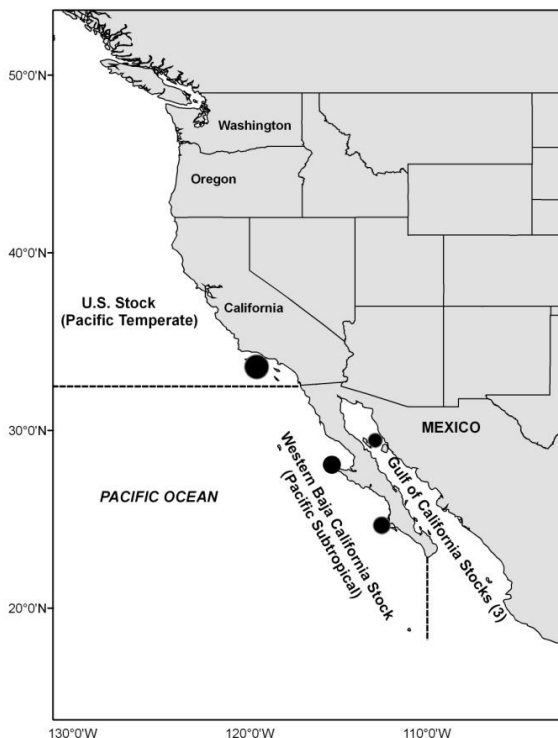 50°0'N
Washington
Oregon
40°0'N
U.S. Stock
(Pacific Temperate)
California
30°0'N
MEXICO
Western Baja California Stock
(Pacific Subtropical)
Gulf of California Stocks (3)
PACIFIC OCEAN
20°0'N
130°0'W
120°0'W
110°0'W